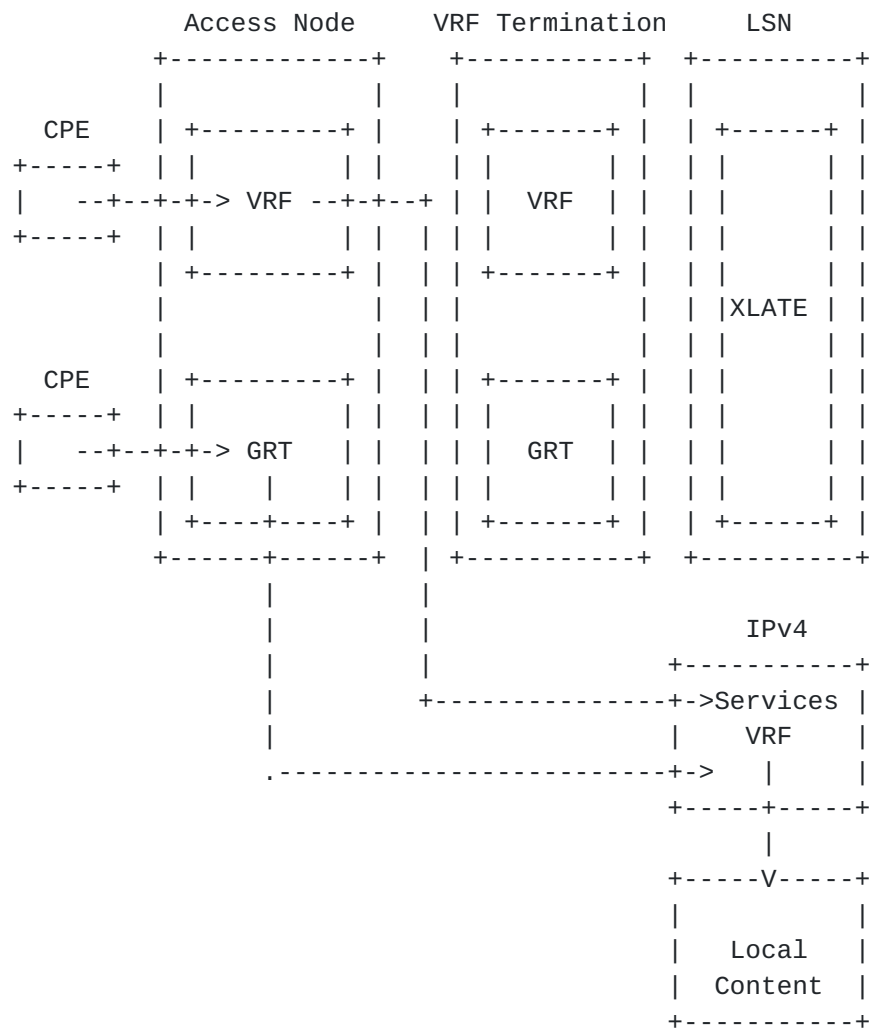 Access Node VRF Termination LSN
CPE
VRF VRF
XLATE
CPE
GRT GRT
IPv4
Services
VRF
Local
Content